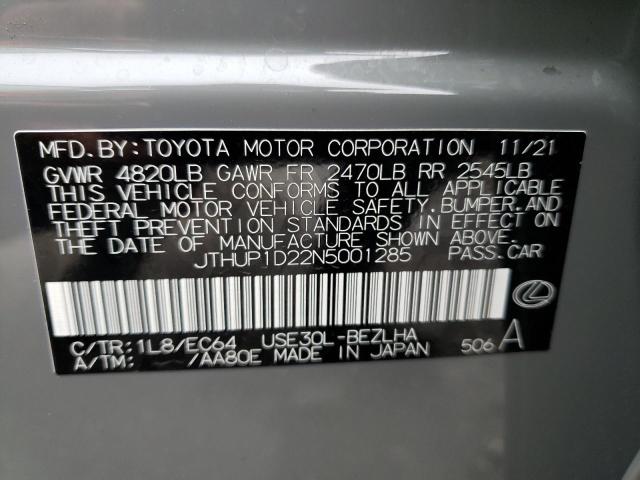 MFD.BY:TOYOTA MOTOR CORPORATION 11/21
GVWR 4820LB GAWR FR 2470LB RR 2545LB
THIS VEHICLE CONFORMS TO ALL APPLICABLE
FEDERAL MOTOR VEHICLE SAFETY,BUMPER,AND
THEFT PREVENTION STANDARDS IN EFFECT ON
THE DATE OF MANUFACTURE SHOWN ABOVE.
JTHUP1D22N5001285 PASS.CAR
C/TR:1L8/EC64 USE30L-BEZLHA
A/TM: /AA80E MADE IN JAPAN 506 A